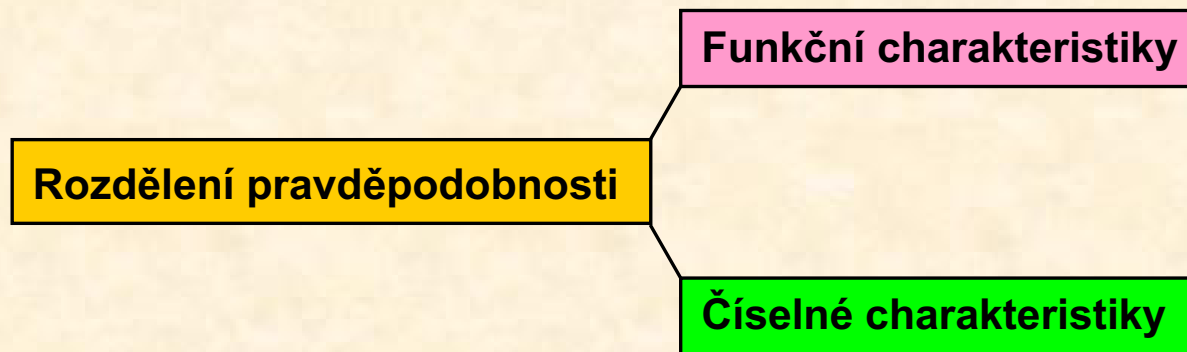 Funkční charakteristiky
Rozdělení pravděpodobnosti
Číselné charakteristiky